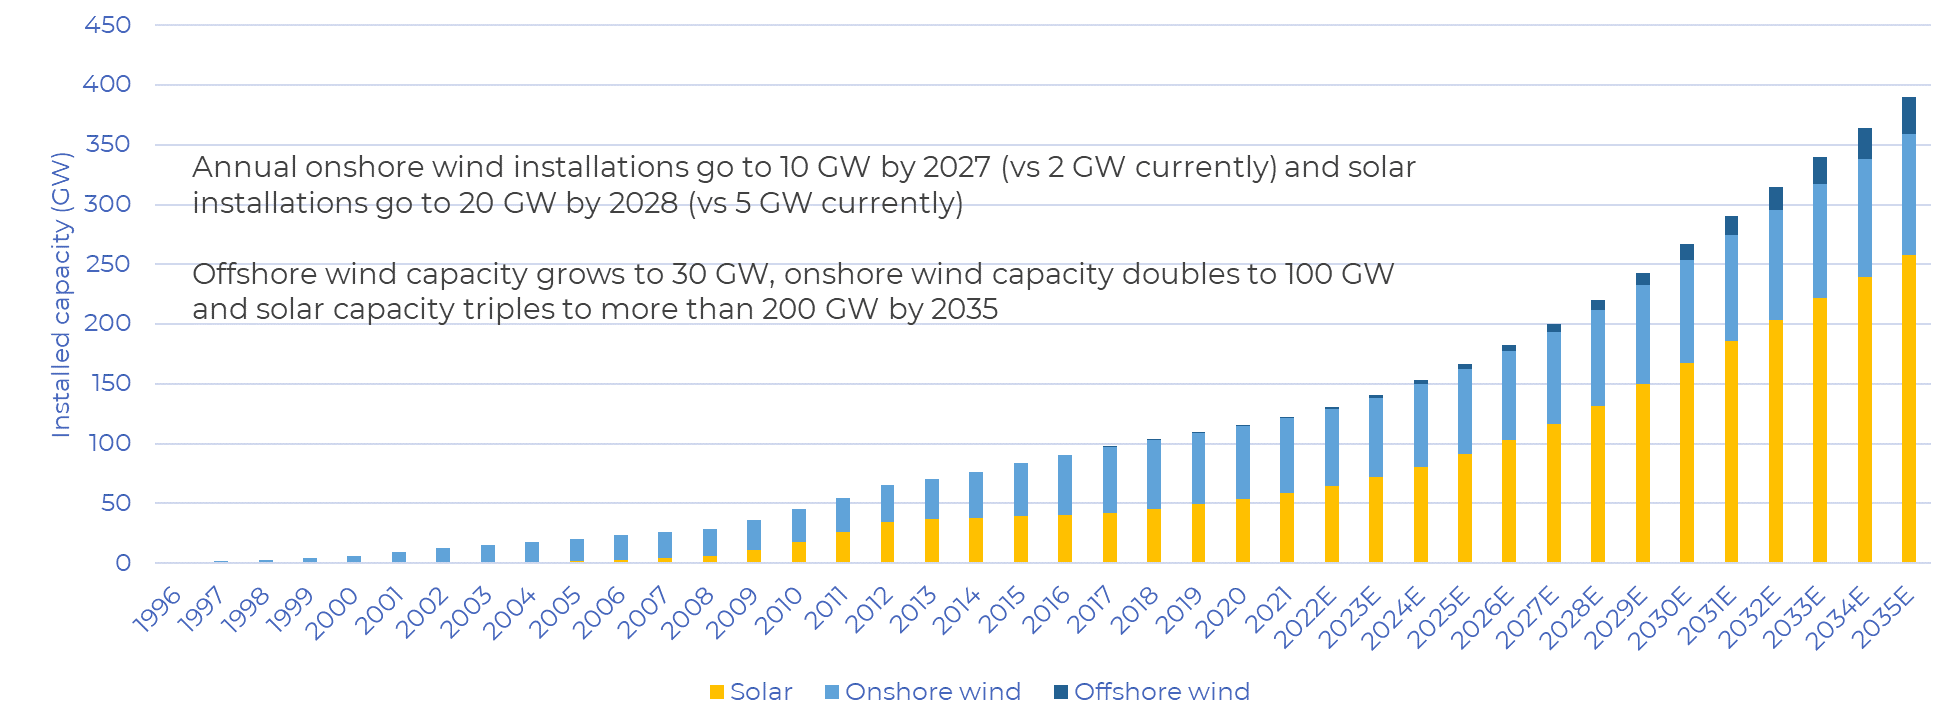 450
400
350
300
250
200
150
100
50
0
Installed capacity (GW)
Annual onshore wind installations go to 10 GW by 2027 (vs 2 GW currently) and solar
installations go to 20 GW by 2028 (vs 5 GW currently)
Offshore wind capacity grows to 30 GW, onshore wind capacity doubles to 100 GW
and solar capacity triples to more than 200 GW by 2035
1996
1997
1998
1999
2000
2001
2002
2003
2004
2005
2006
2007
2008
2009
2010
2011
2012
2013
2014
2015
2016
2017
2018
2019
2020
2021
2022E
2023E
2024E
2025E
2026E
2027E
2028E
2029E
2030E
2031E
2032E
2033E
2034E
2035E
Solar
Onshore wind
Offshore wind